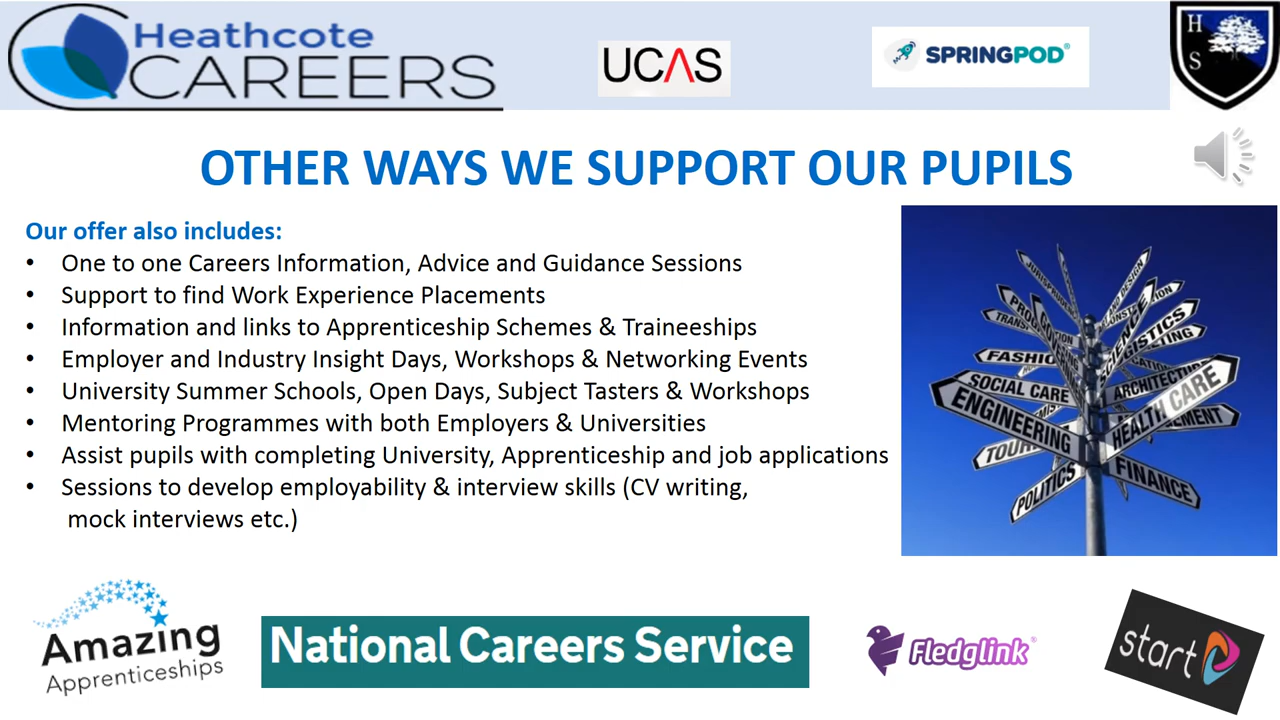 Heathcote
CAREERS
UCAS
SPRINGPOD®
H
S
OTHER WAYS WE SUPPORT OUR PUPILS
Our offer also includes:
• One to one Careers Information, Advice and Guidance Sessions
• Support to find Work Experience Placements
• Information and links to Apprenticeship Schemes & Traineeships
• Employer and Industry Insight Days, Workshops & Networking Events
• University Summer Schools, Open Days, Subject Tasters & Workshops
• Mentoring Programmes with both Employers & Universities
• Assist pupils with completing University, Apprenticeship and job applications
• Sessions to develop employability & interview skills (CV writing,
mock interviews etc.)
FASHION
SOCIAL CARE
ENGINEERING
POLITICS
SCIENCE
LOGISTICS
ARCHITECTURE
HEALTH CARE
FINANCE
Amazing
Apprenticeships
National Careers Service
Fledglink®
start